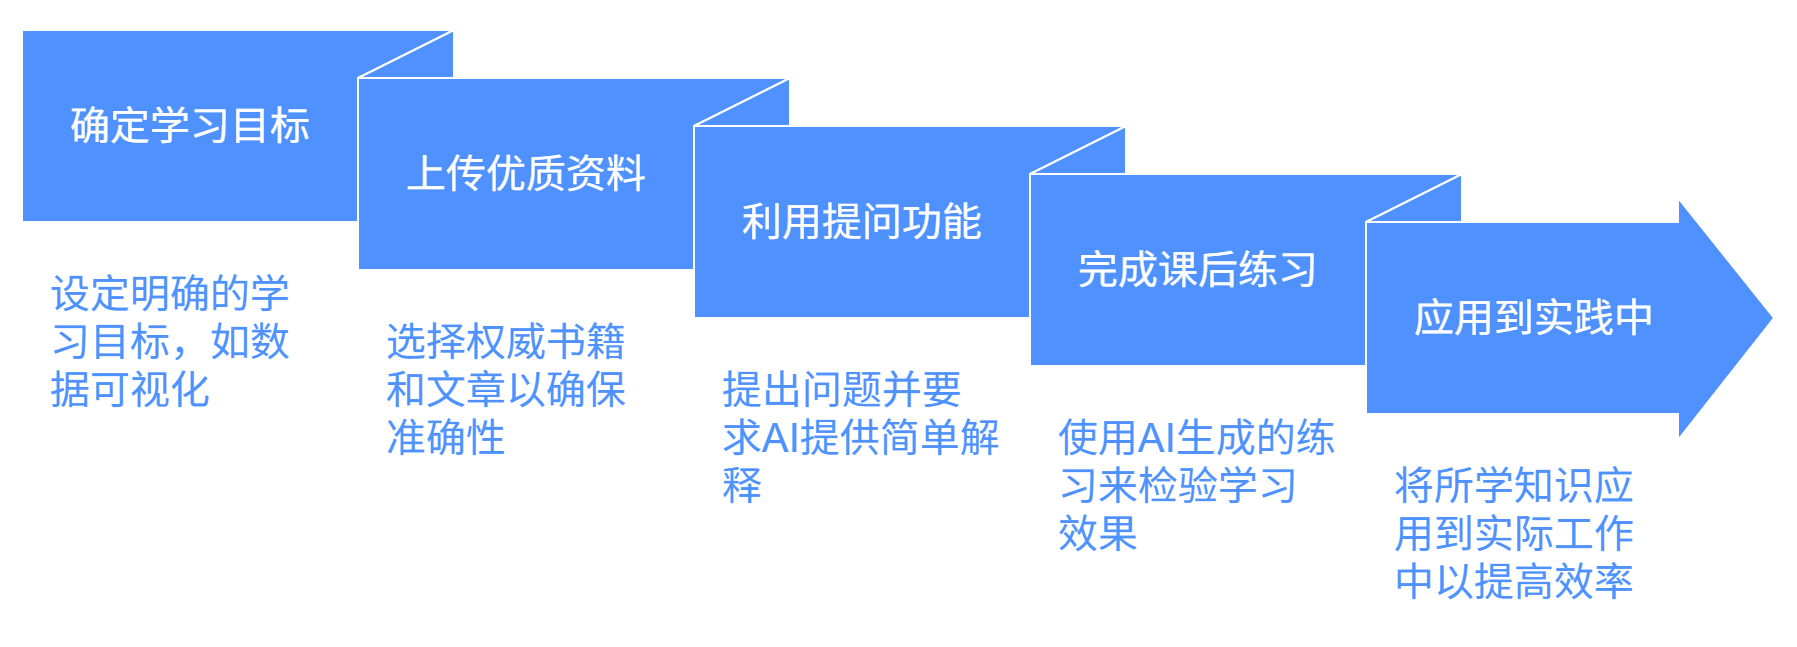 确定学习目标
设定明确的学
习目标，如数
据可视化
上传优质资料
选择权威书籍
和文章以确保
准确性
利用提问功能
提出问题并要
求AI提供简单解
释
完成课后练习
使用AI生成的练
习来检验学习
效果
应用到实践中
将所学知识应
用到实际工作
中以提高效率